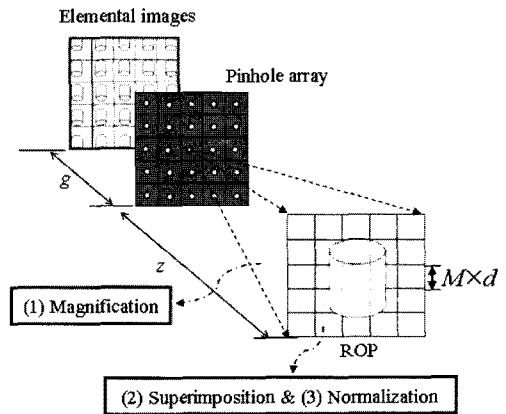 Elemental images
Pinhole array
g
z
M×d
(1) Magnification
ROP
(2) Superimposition & (3) Normalization